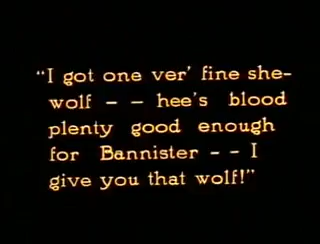 “I got one ver’ fine she-
wolf - - hee’s blood
plenty good enough
for Bannister - - I
give you that wolf!”